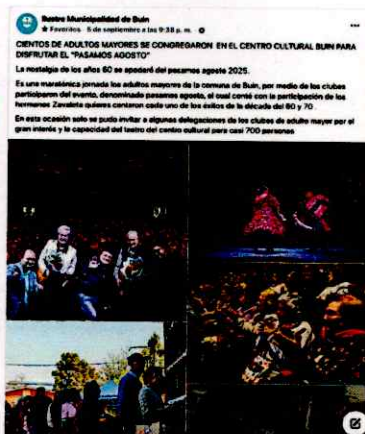 Ilustre Municipalidad de Buin
Favoritos · 5 de septiembre a las 9:38 p. m. ·
CIENTOS DE ADULTOS MAYORES SE CONGREGARON EN EL CENTRO CULTURAL BUIN PARA
DISFRUTAR EL "PASAMOS AGOSTO"
La nostalgia de los años 60 se apoderó del pasamos agosto 2025.
Es una maratónica jornada los adultos mayores de la comuna de Buin, por medio de los clubes
participaron del evento, denominado pasamos agosto, el cual contó con la participación de los
hermanos Zavaleta quienes cantaron cada uno de los éxitos de la década del 60 y 70
En esta ocasión solo se pudo invitar a algunas delegaciones de los clubes de adulto mayor por el
gran interés y la capacidad del teatro del centro cultural para casi 700 personas